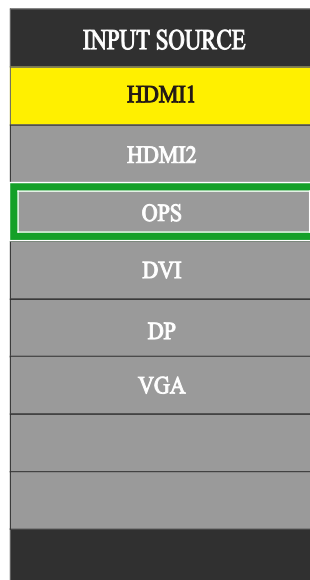 INPUT SOURCE
HDMI1
HDMI2
OPS
DVI
DP
VGA